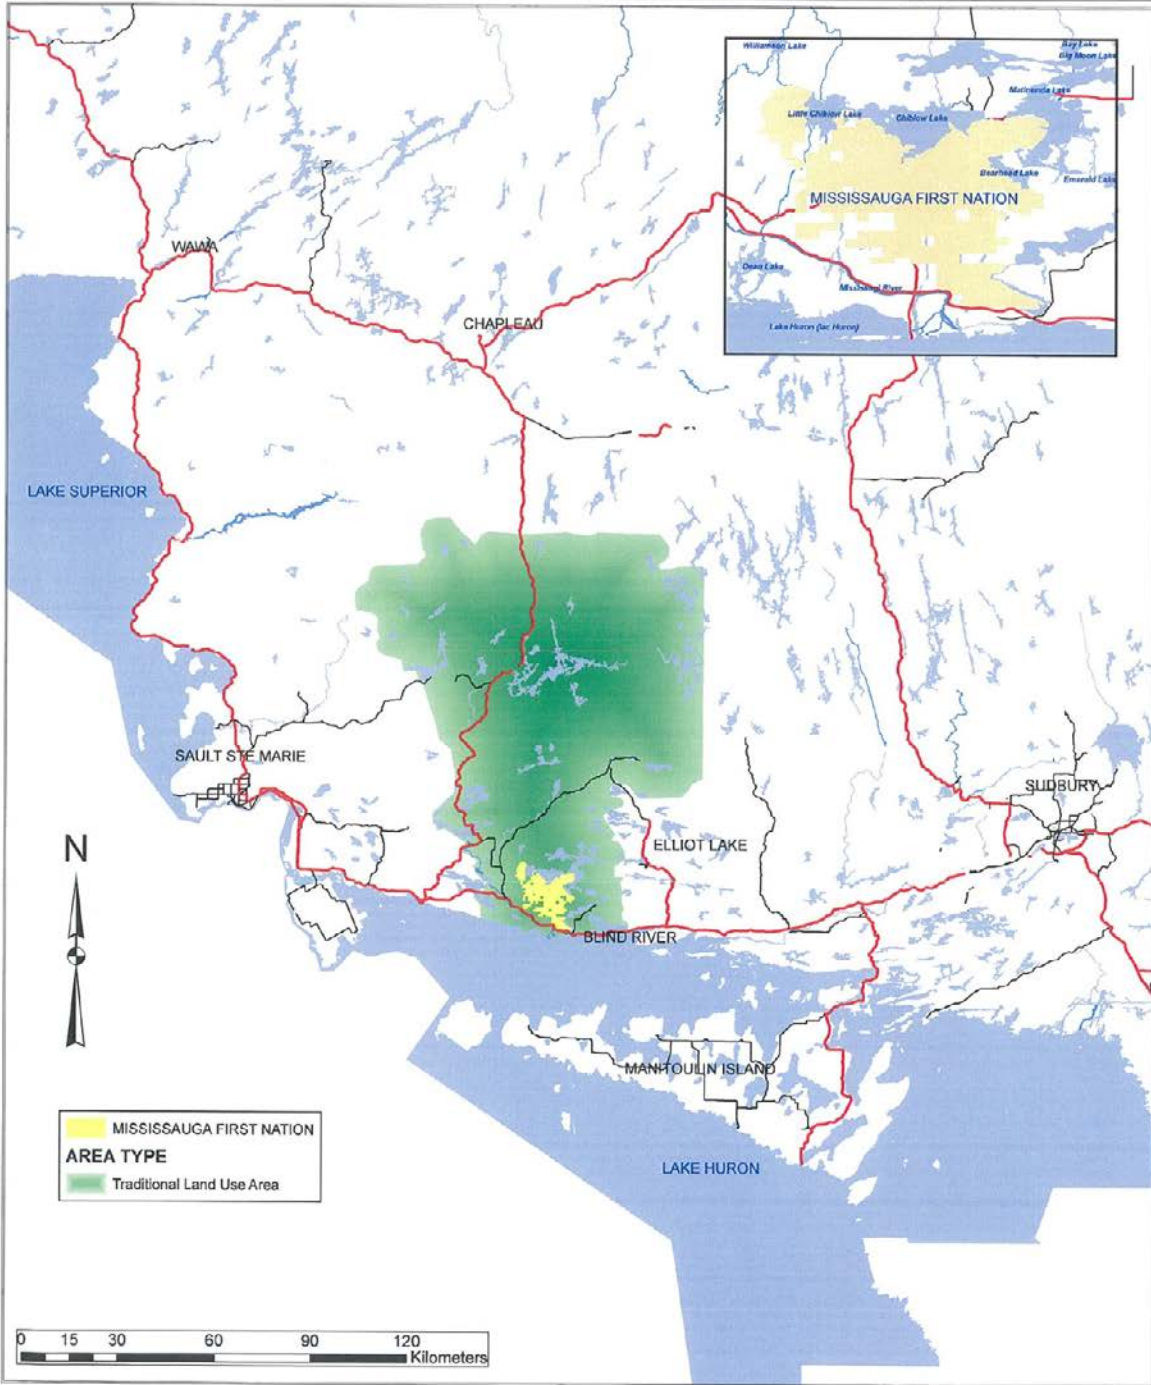 Williamson Lake
Bay Lake
Big Moon Lake
Matinenda Lake
Little Chiblow Lake
Chiblow Lake
Bearhead Lake
Emerald Lake
MISSISSAUGA FIRST NATION
Dean Lake
Mississagi River
Lake Huron (lac Huron)
WAWA
CHAPLEAU
LAKE SUPERIOR
SAULT STE MARIE
SUDBURY
ELLIOT LAKE
N
BLIND RIVER
MANITOULIN ISLAND
LAKE HURON
MISSISSAUGA FIRST NATION
AREA TYPE
Traditional Land Use Area
0 15 30 60 90 120
Kilometers